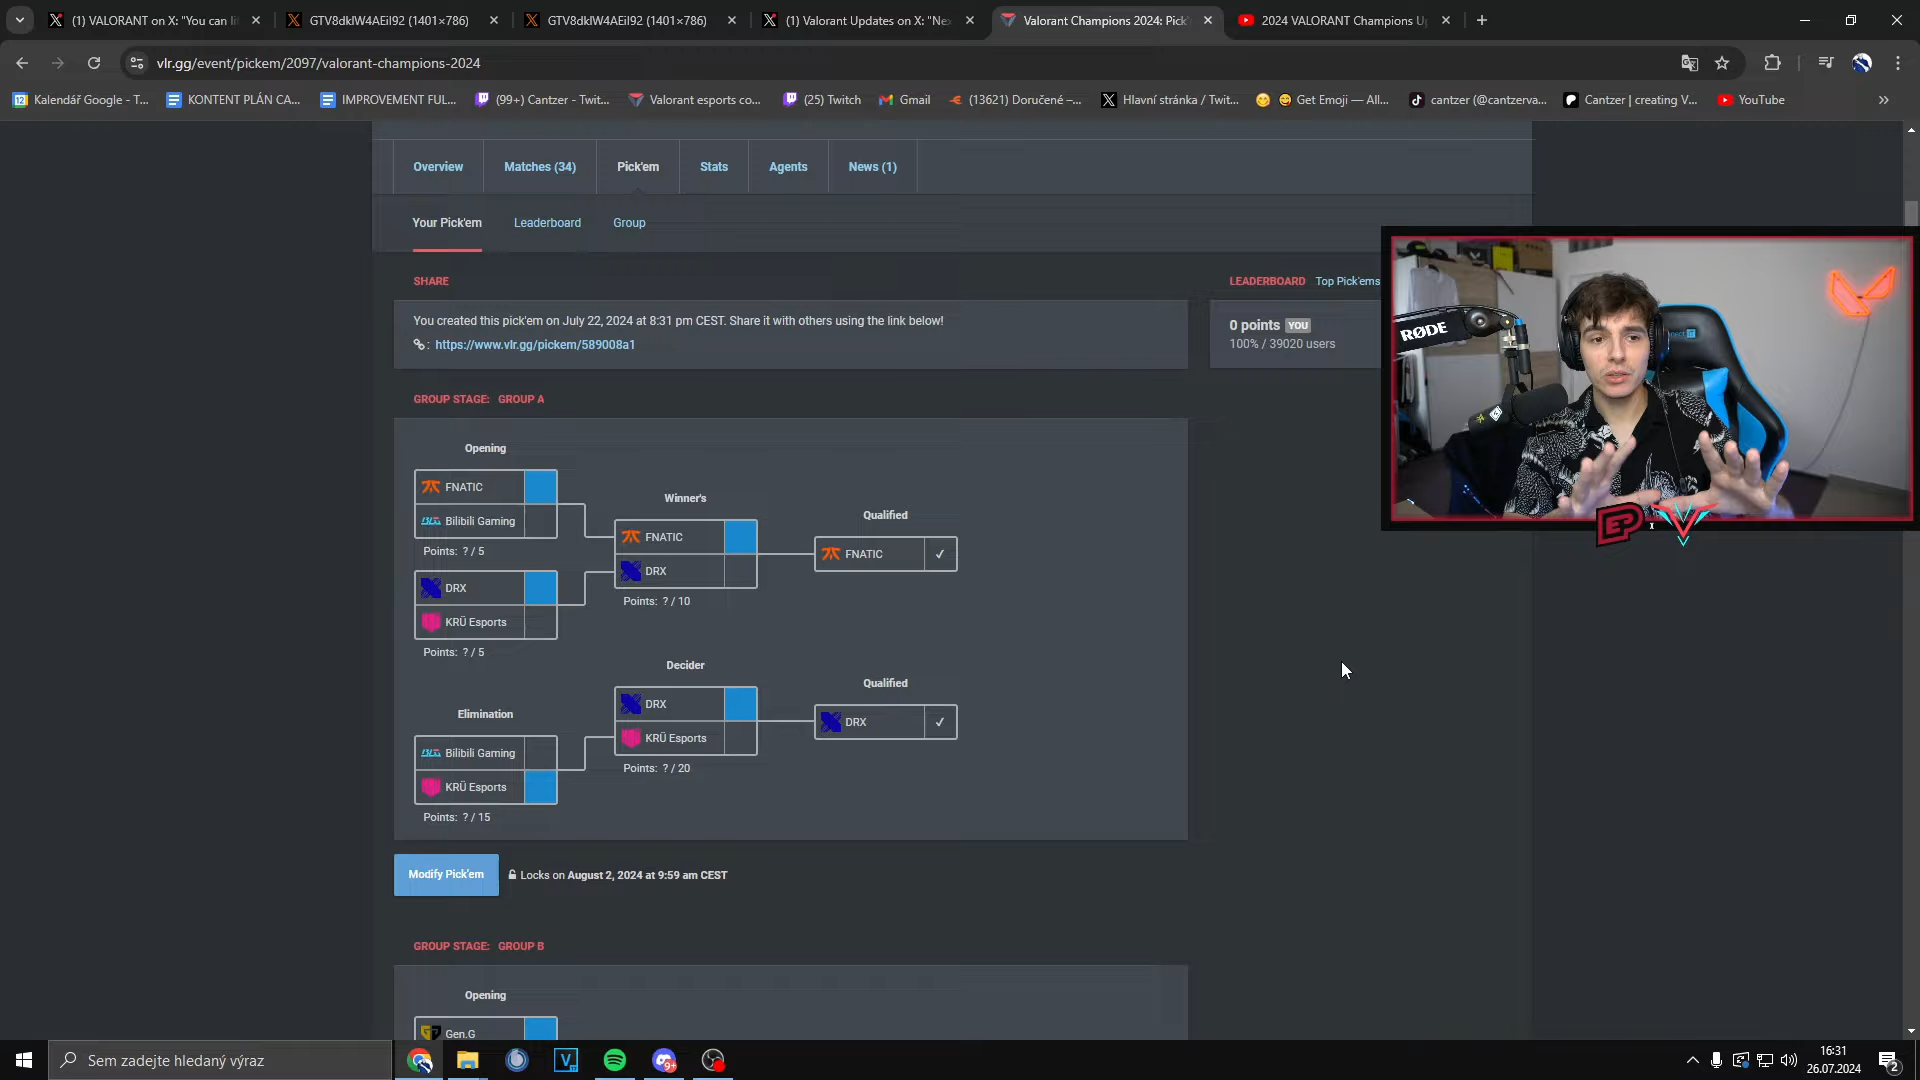 (1) VALORANT on X: "You can li
GTV8dklW4AEil92 (1401×786)
GTV8dklW4AEil92 (1401×786)
(1) Valorant Updates on X: "Ne
Valorant Champions 2024: Pick'
2024 VALORANT Champions U
vlr.gg/event/pickem/2097/valorant-champions-2024
Kalendář Google - T...
KONTENT PLÁN CA...
IMPROVEMENT FUL...
(99+) Cantzer - Twit...
Valorant esports co...
(25) Twitch
Gmail
(13621) Doručené –...
Hlavní stránka / Twit...
Get Emoji — All...
cantzer (@cantzerva...
Cantzer | creating V...
YouTube
Overview
Matches (34)
Pick'em
Stats
Agents
News (1)
Your Pick'em
Leaderboard
Group
SHARE
You created this pick'em on July 22, 2024 at 8:31 pm CEST. Share it with others using the link below!
: https://www.vlr.gg/pickem/589008a1
LEADERBOARD Top Pick'ems
0 points YOU
100% / 39020 users
RØDE
GROUP STAGE: GROUP A
Opening
FNATIC
Bilibili Gaming
Points: ? / 5
DRX
KRÜ Esports
Points: ? / 5
Winner's
FNATIC
DRX
Points: ? / 10
Qualified
FNATIC
Decider
DRX
KRÜ Esports
Points: ? / 20
Qualified
DRX
Elimination
Bilibili Gaming
KRÜ Esports
Points: ? / 15
Modify Pick'em
Locks on August 2, 2024 at 9:59 am CEST
GROUP STAGE: GROUP B
Opening
Gen.G
Sem zadejte hledaný výraz
16:31
26.07.2024